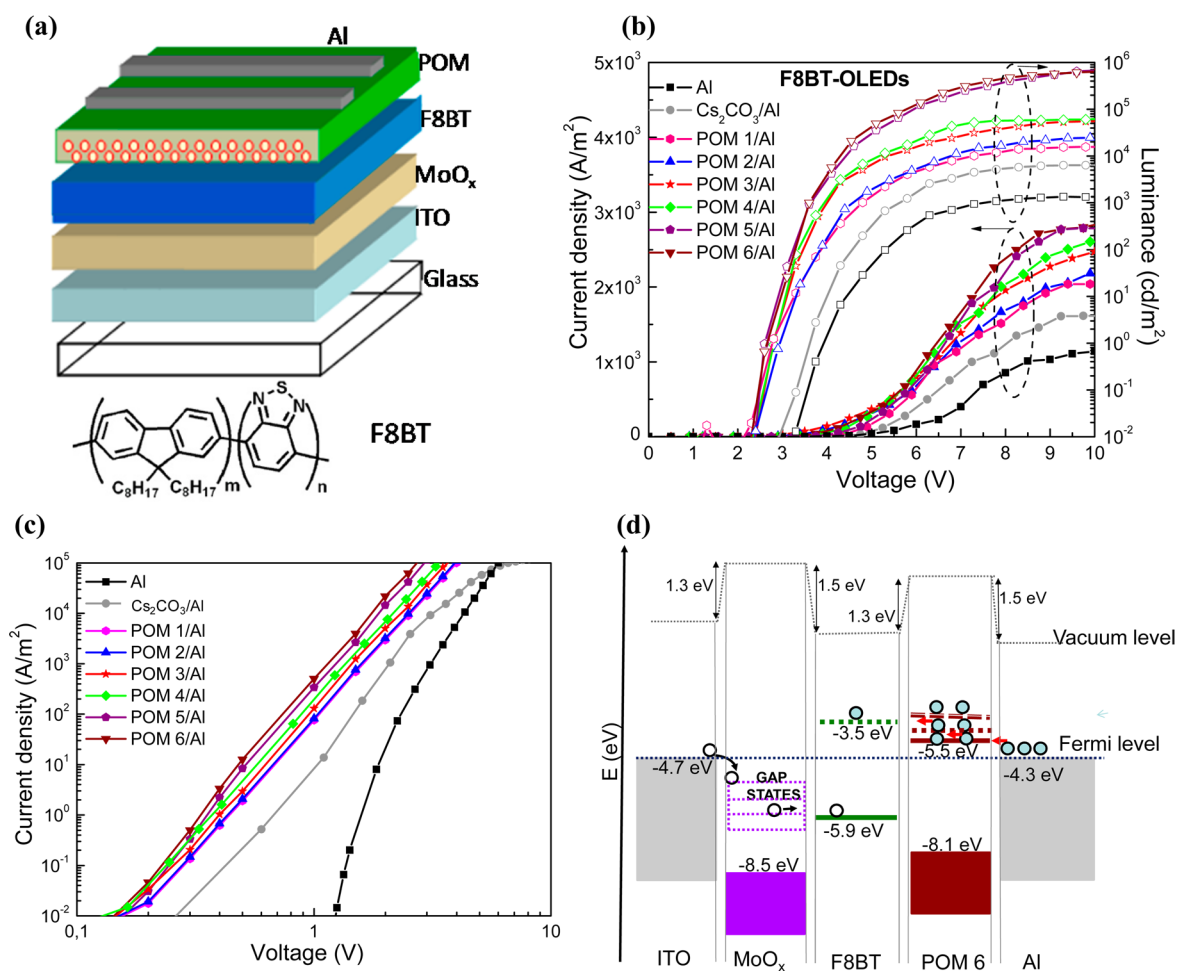 (a)
Al
POM
F8BT
MoOx
ITO
Glass
S
N N
m
n
C8H17 C8H17
F8BT
(b)
F8BT-OLEDs
Al
Cs2CO3/Al
POM 1/Al
POM 2/Al
POM 3/Al
POM 4/Al
POM 5/Al
POM 6/Al
Current density (A/m²)
5x10³
4x10³
3x10³
2x10³
1x10³
0
Luminance (cd/m²)
10⁶
10⁵
10⁴
10³
10²
10¹
10⁰
10⁻¹
10⁻²
0 1 2 3 4 5 6 7 8 9 10
Voltage (V)
(c)
Al
Cs2CO3/Al
POM 1/Al
POM 2/Al
POM 3/Al
POM 4/Al
POM 5/Al
POM 6/Al
Current density (A/m²)
10⁵
10⁴
10³
10²
10¹
10⁰
10⁻¹
10⁻²
0,1 1 10
Voltage (V)
(d)
E (eV)
1.3 eV
1.5 eV
1.3 eV
1.5 eV
Vacuum level
-3.5 eV
-5.5 eV
Fermi level
-4.7 eV
-4.3 eV
GAP
STATES
-5.9 eV
-8.1 eV
-8.5 eV
ITO MoOx F8BT POM 6 Al